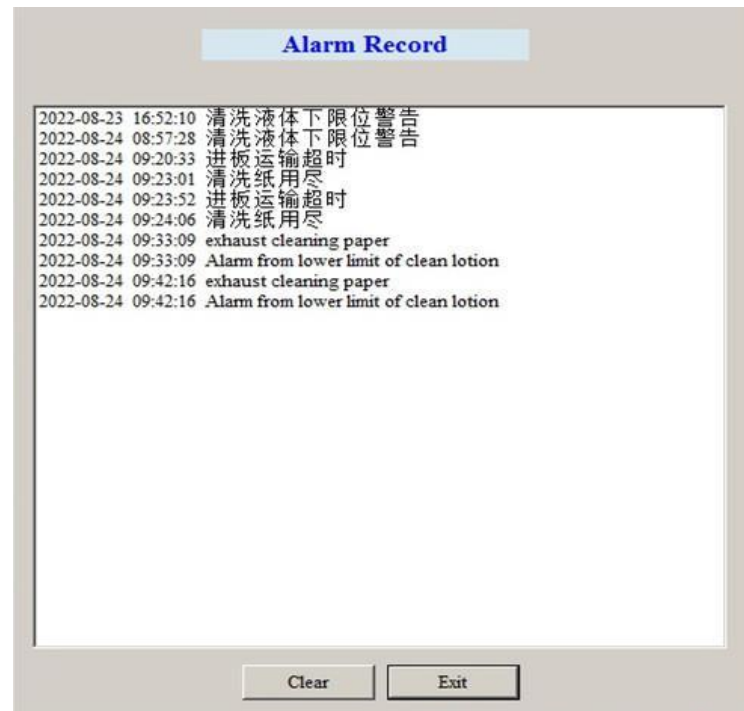 Alarm Record
2022-08-23 16:52:10 清洗液体下限位警告
2022-08-24 08:57:28 清洗液体下限位警告
2022-08-24 09:20:33 进板运输超时
2022-08-24 09:23:01 清洗纸用尽
2022-08-24 09:23:52 进板运输超时
2022-08-24 09:24:06 清洗纸用尽
2022-08-24 09:33:09 exhaust cleaning paper
2022-08-24 09:33:09 Alarm from lower limit of clean lotion
2022-08-24 09:42:16 exhaust cleaning paper
2022-08-24 09:42:16 Alarm from lower limit of clean lotion
Clear Exit